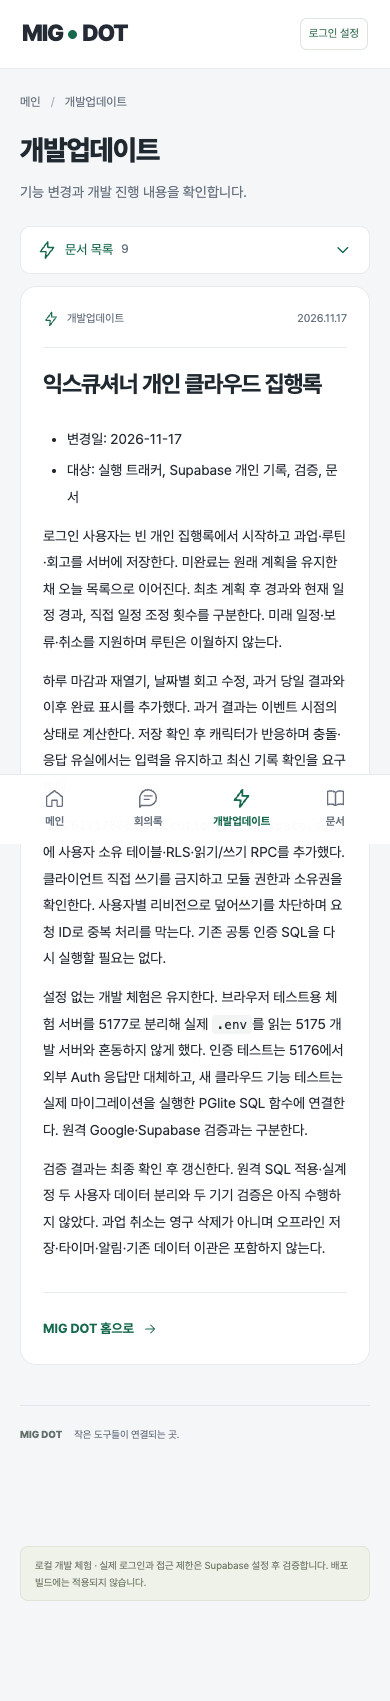 MIG DOT
로그인 설정
메인 / 개발업데이트
개발업데이트
기능 변경과 개발 진행 내용을 확인합니다.
문서 목록 9
개발업데이트 2026.11.17
익스큐셔너 개인 클라우드 집행록
• 변경일: 2026-11-17
• 대상: 실행 트래커, Supabase 개인 기록, 검증, 문
서
로그인 사용자는 빈 개인 집행록에서 시작하고 과업·루틴
·회고를 서버에 저장한다. 미완료는 원래 계획을 유지한
채 오늘 목록으로 이어진다. 최초 계획 후 경과와 현재 일
정 경과, 직접 일정 조정 횟수를 구분한다. 미래 일정·보
류·취소를 지원하며 루틴은 이월하지 않는다.
하루 마감과 재열기, 날짜별 회고 수정, 과거 당일 결과와
이후 완료 표시를 추가했다. 과거 결과는 이벤트 시점의
상태로 계산한다. 저장 확인 후 캐릭터가 반응하며 충돌·
응답 유실에서는 입력을 유지하고 최신 기록 확인을 요구
메인
회의록
개발업데이트
문서
에 사용자 소유 테이블·RLS·읽기/쓰기 RPC를 추가했다.
클라이언트 직접 쓰기를 금지하고 모듈 권한과 소유권을
확인한다. 사용자별 리비전으로 덮어쓰기를 차단하며 요
청 ID로 중복 처리를 막는다. 기존 공통 인증 SQL을 다
시 실행할 필요는 없다.
설정 없는 개발 체험은 유지한다. 브라우저 테스트용 체
험 서버를 5177로 분리해 실제 .env 를 읽는 5175 개
발 서버와 혼동하지 않게 했다. 인증 테스트는 5176에서
외부 Auth 응답만 대체하고, 새 클라우드 기능 테스트는
실제 마이그레이션을 실행한 PGlite SQL 함수에 연결한
다. 원격 Google·Supabase 검증과는 구분한다.
검증 결과는 최종 확인 후 갱신한다. 원격 SQL 적용·실계
정 두 사용자 데이터 분리와 두 기기 검증은 아직 수행하
지 않았다. 과업 취소는 영구 삭제가 아니며 오프라인 저
장·타이머·알림·기존 데이터 이관은 포함하지 않는다.
MIG DOT 홈으로 →
MIG DOT 작은 도구들이 연결되는 곳.
로컬 개발 체험 · 실제 로그인과 접근 제한은 Supabase 설정 후 검증합니다. 배포
빌드에는 적용되지 않습니다.